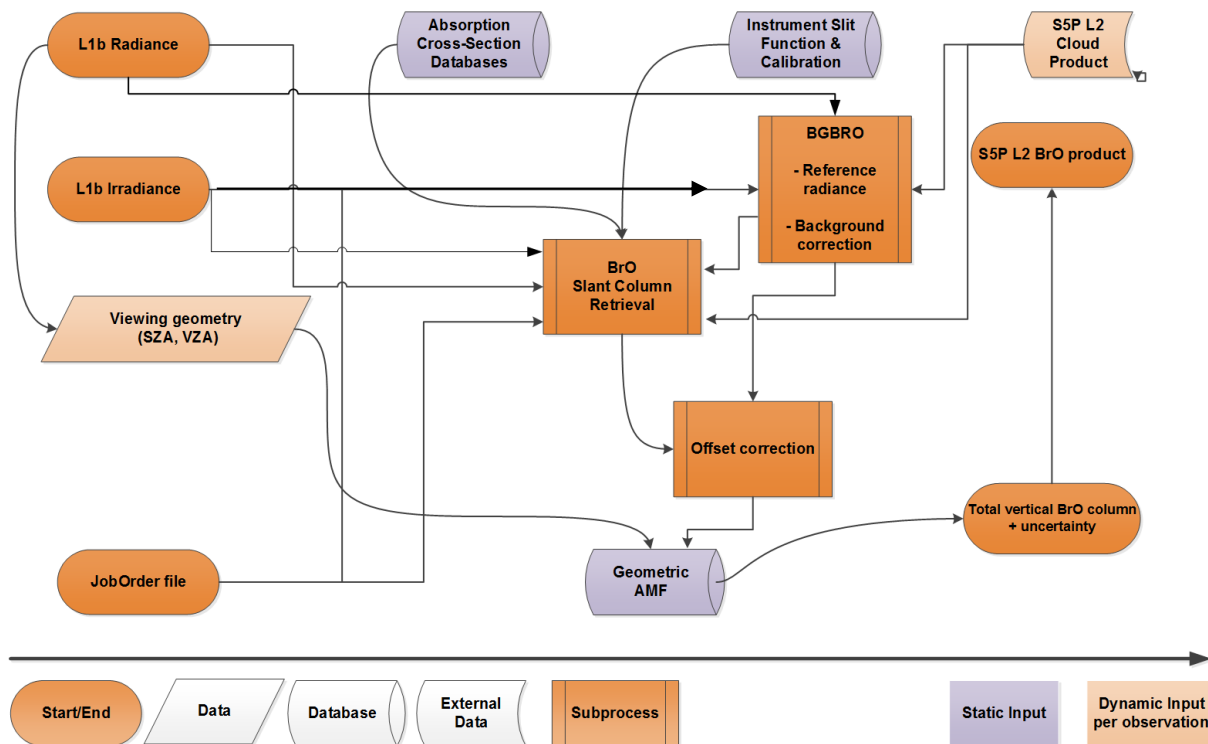 L1b Radiance
Absorption
Cross-Section
Databases
Instrument Slit
Function &
Calibration
S5P L2
Cloud
Product
BGBRO
- Reference
radiance
- Background
correction
S5P L2 BrO product
L1b Irradiance
BrO
Slant Column
Retrieval
Viewing geometry
(SZA, VZA)
Offset correction
Total vertical BrO column
+ uncertainty
JobOrder file
Geometric
AMF
Start/End
Data
Database
External
Data
Subprocess
Static Input
Dynamic Input
per observation